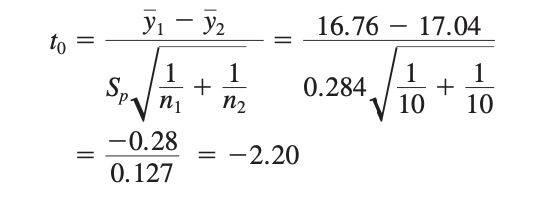 t₀ = (ȳ₁ − ȳ₂) / (Sₚ √(1/n₁ + 1/n₂)) = (16.76 − 17.04) / (0.284 √(1/10 + 1/10))
= −0.28 / 0.127 = −2.20